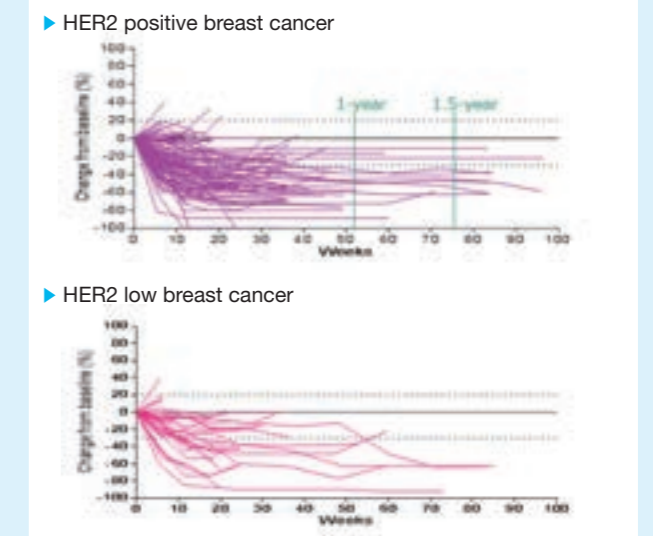 ▶ HER2 positive breast cancer
100
80
60
40
20
0
-20
-40
-60
-80
-100
Change from baseline (%)
1-year
1.5-year
0 10 20 30 40 50 60 70 80 90 100
Weeks
▶ HER2 low breast cancer
100
80
60
40
20
0
-20
-40
-60
-80
-100
Change from baseline (%)
0 10 20 30 40 50 60 70 80 90 100
Weeks